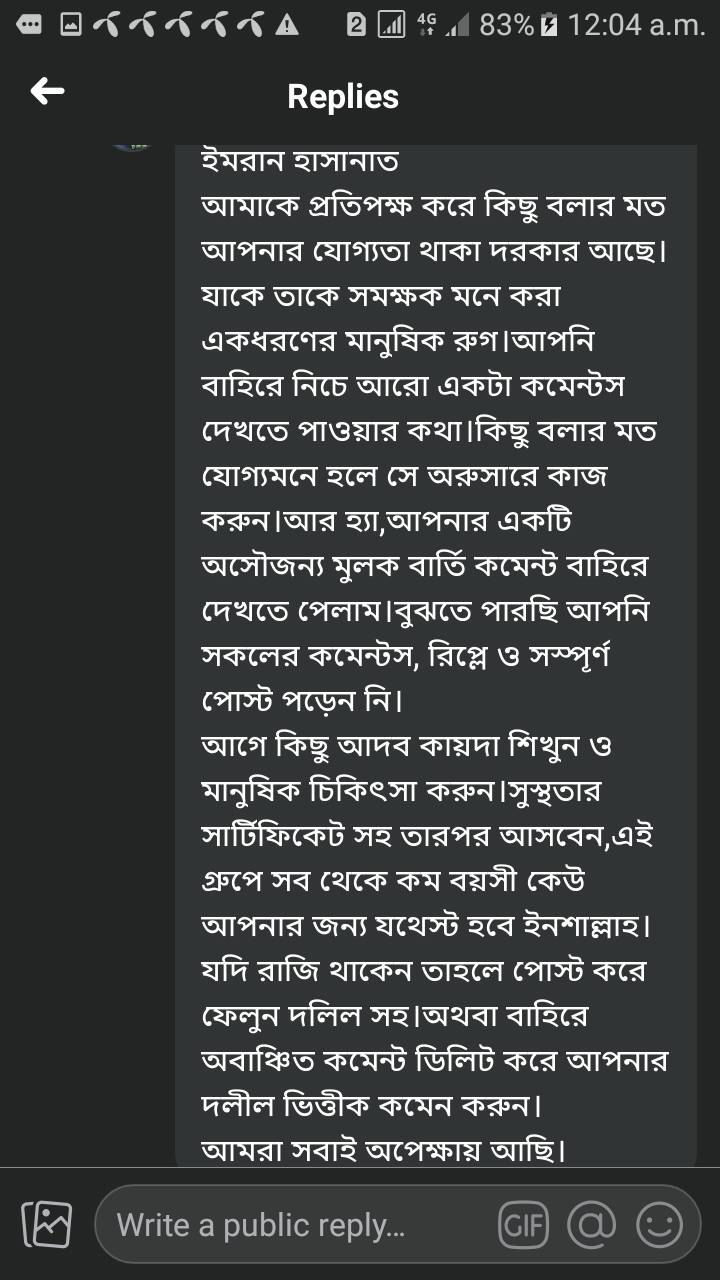 2 4G 83% 12:04 a.m.
Replies
ইমরান হাসানাত
আমাকে প্রতিপক্ষ করে কিছু বলার মত
আপনার যোগ্যতা থাকা দরকার আছে।
যাকে তাকে সমক্ষক মনে করা
একধরণের মানুষিক রুগ।আপনি
বাহিরে নিচে আরো একটা কমেন্টস
দেখতে পাওয়ার কথা।কিছু বলার মত
যোগ্যমনে হলে সে অরুসারে কাজ
করুন।আর হ্যা,আপনার একটি
অসৌজন্য মুলক বার্তি কমেন্ট বাহিরে
দেখতে পেলাম।বুঝতে পারছি আপনি
সকলের কমেন্টস, রিপ্লে ও সস্পূর্ণ
পোস্ট পড়েন নি।
আগে কিছু আদব কায়দা শিখুন ও
মানুষিক চিকিৎসা করুন।সুস্থতার
সার্টিফিকেট সহ তারপর আসবেন,এই
গ্রুপে সব থেকে কম বয়সী কেউ
আপনার জন্য যথেস্ট হবে ইনশাল্লাহ।
যদি রাজি থাকেন তাহলে পোস্ট করে
ফেলুন দলিল সহ।অথবা বাহিরে
অবাঞ্চিত কমেন্ট ডিলিট করে আপনার
দলীল ভিত্তীক কমেন করুন।
আমরা সবাই অপেক্ষায় আছি।
Write a public reply... GIF @